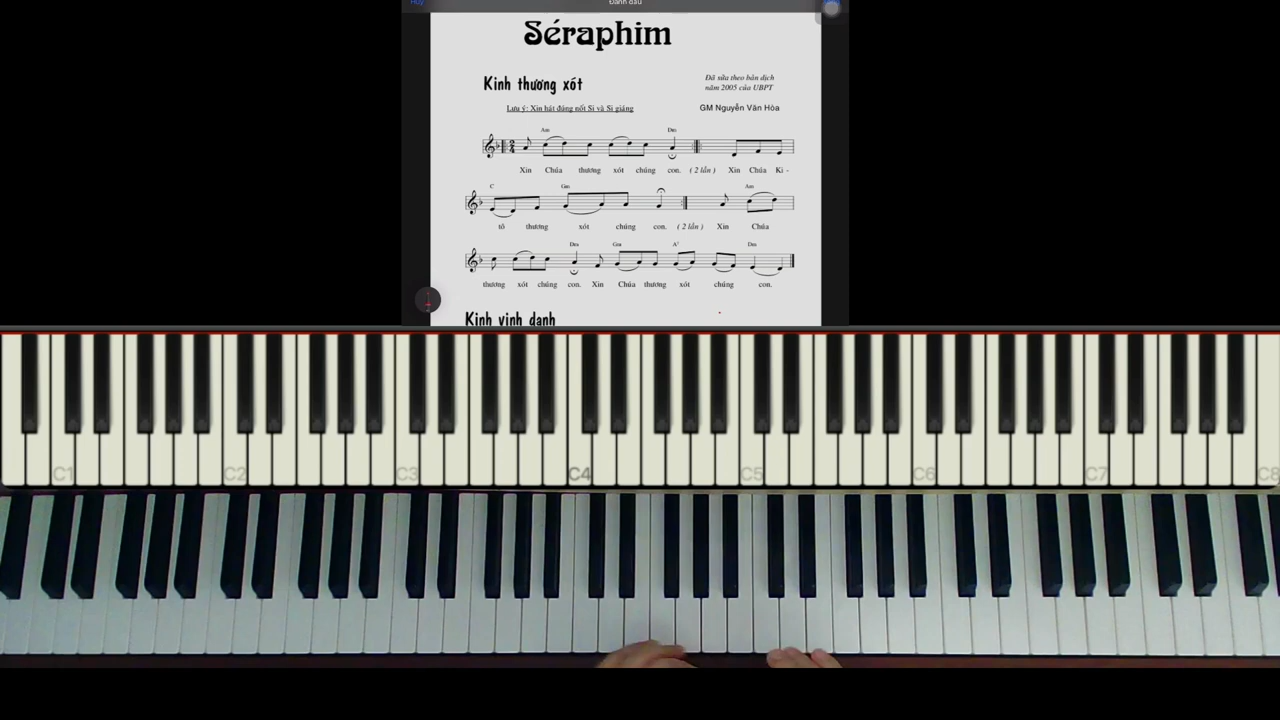 Hủy
Đánh dấu
Séraphim
Kinh thương xót
Đã sửa theo bản dịch
năm 2005 của UBPT
Lưu ý: Xin hát đúng nốt Si và Si giáng
GM Nguyễn Văn Hòa
Am Dm
Xin Chúa thương xót chúng con. ( 2 lần ) Xin Chúa Ki -
C Gm Am
tô thương xót chúng con. ( 2 lần ) Xin Chúa
Dm Gm A7 Dm
thương xót chúng con. Xin Chúa thương xót chúng con.
Kinh vinh danh
C1 C2 C3 C4 C5 C6 C7 C8